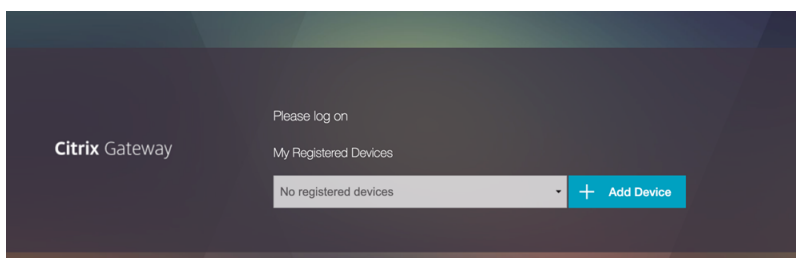 Please log on
Citrix Gateway
My Registered Devices
No registered devices
Add Device